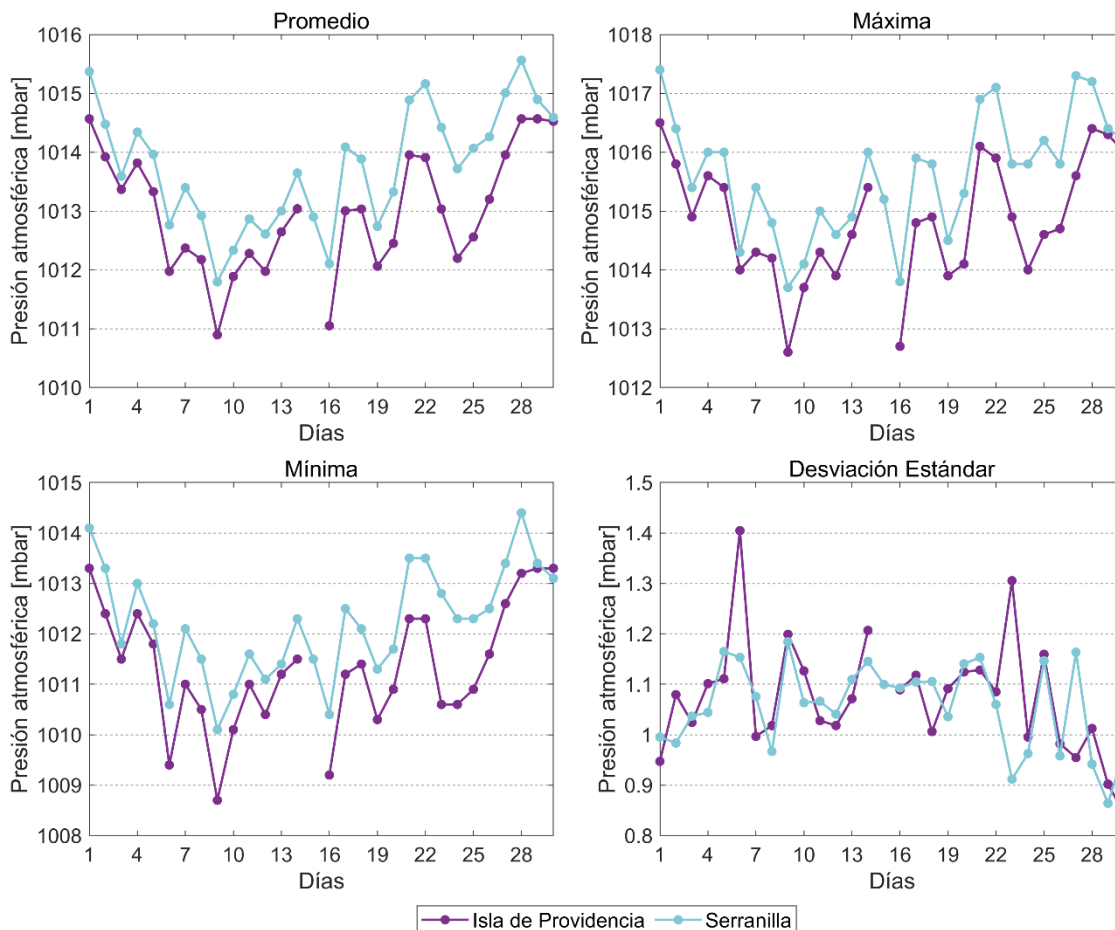 Promedio
Presión atmosférica [mbar]
1016
1015
1014
1013
1012
1011
1010
1 4 7 10 13 16 19 22 25 28
Días
Máxima
Presión atmosférica [mbar]
1018
1017
1016
1015
1014
1013
1012
1 4 7 10 13 16 19 22 25 28
Días
Mínima
Presión atmosférica [mbar]
1015
1014
1013
1012
1011
1010
1009
1008
1 4 7 10 13 16 19 22 25 28
Días
Desviación Estándar
Presión atmosférica [mbar]
1.5
1.4
1.3
1.2
1.1
1
0.9
0.8
1 4 7 10 13 16 19 22 25 28
Días
Isla de Providencia Serranilla